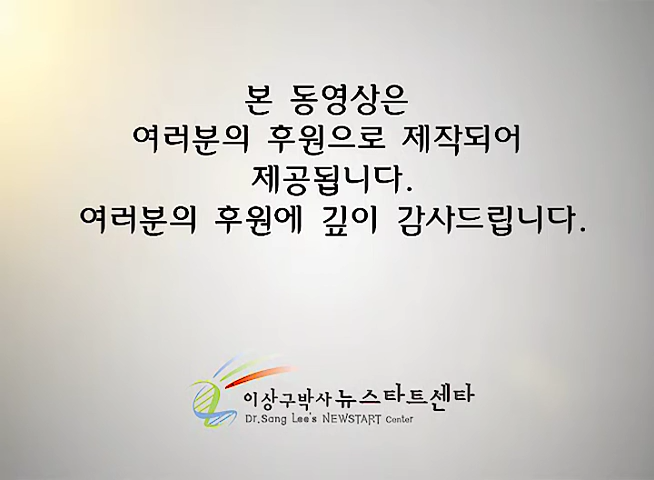 본 동영상은
여러분의 후원으로 제작되어
제공됩니다.
여러분의 후원에 깊이 감사드립니다.
이상구박사 뉴스타트센타
Dr.Sang Lee's NEWSTART Center